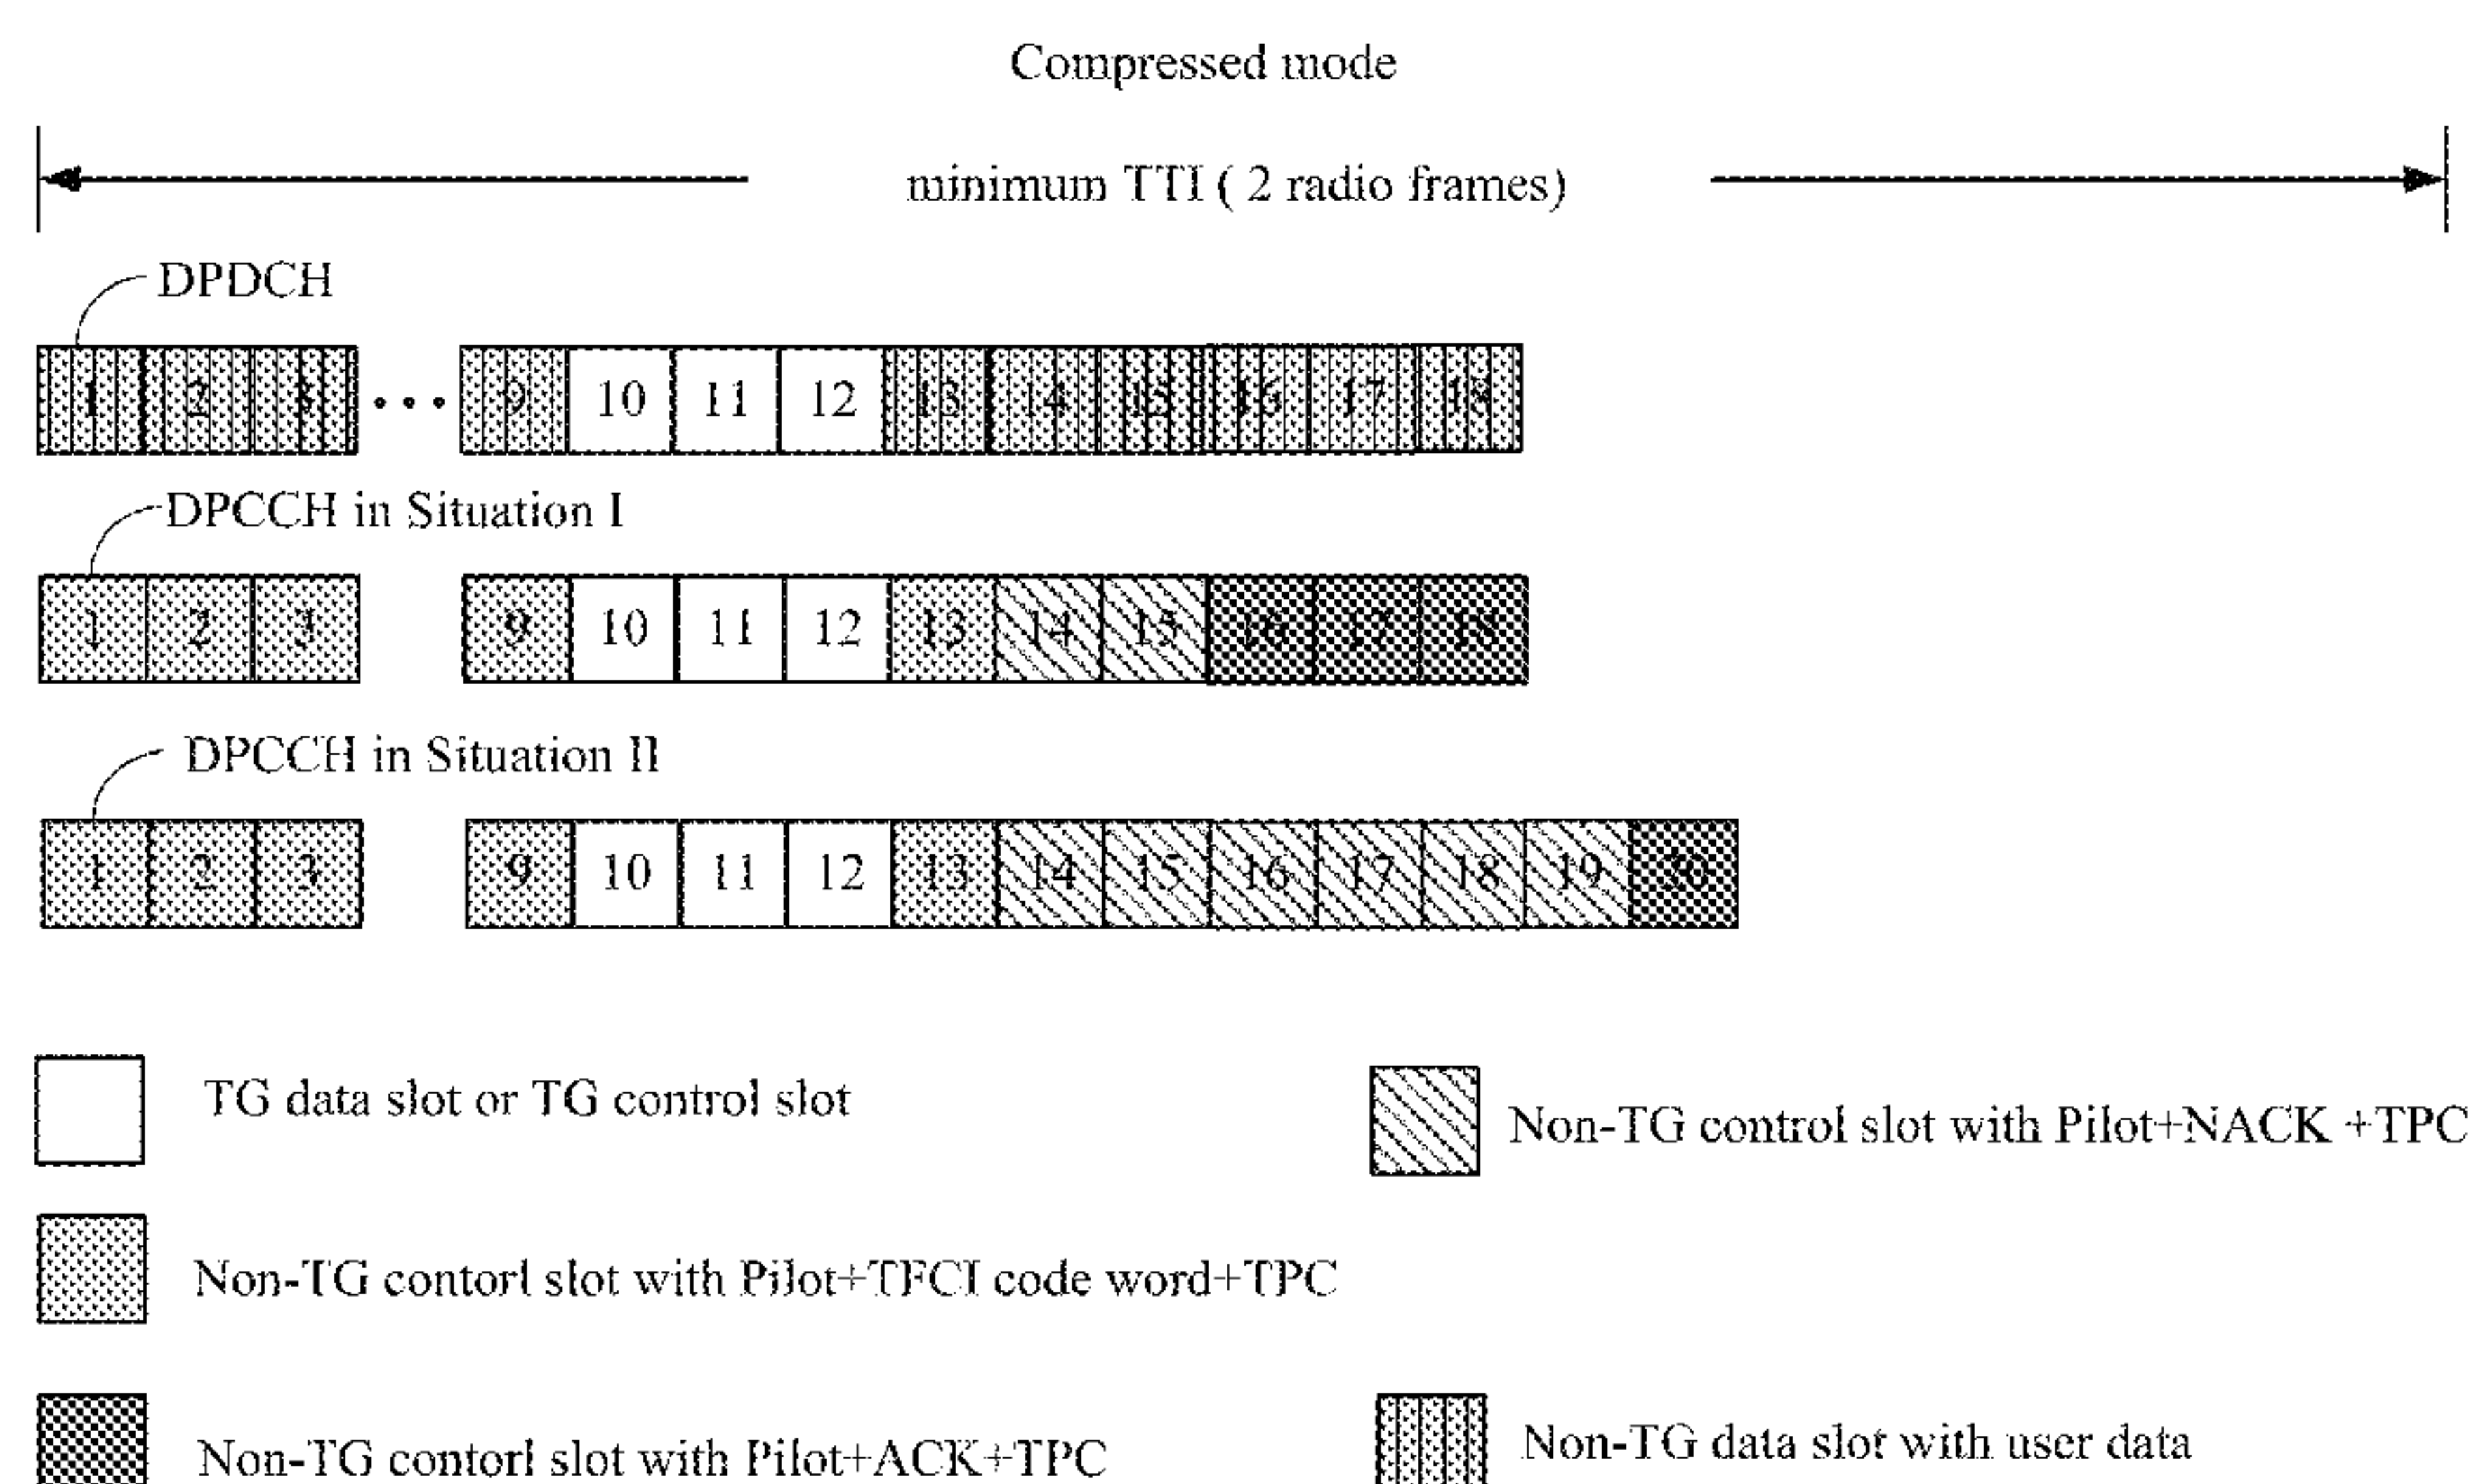 Compressed mode
minimum TTI ( 2 radio frames)
DPDCH
1 2 3 ••• 9 10 11 12 13 14 15 16 17 18
DPCCH in Situation I
1 2 3 9 10 11 12 13 14 15 16 17 18
DPCCH in Situation II
1 2 3 9 10 11 12 13 14 15 16 17 18 19 20
TG data slot or TG control slot
Non-TG control slot with Pilot+NACK +TPC
Non-TG contorl slot with Pilot+TFCI code word+TPC
Non-TG contorl slot with Pilot+ACK+TPC
Non-TG data slot with user data